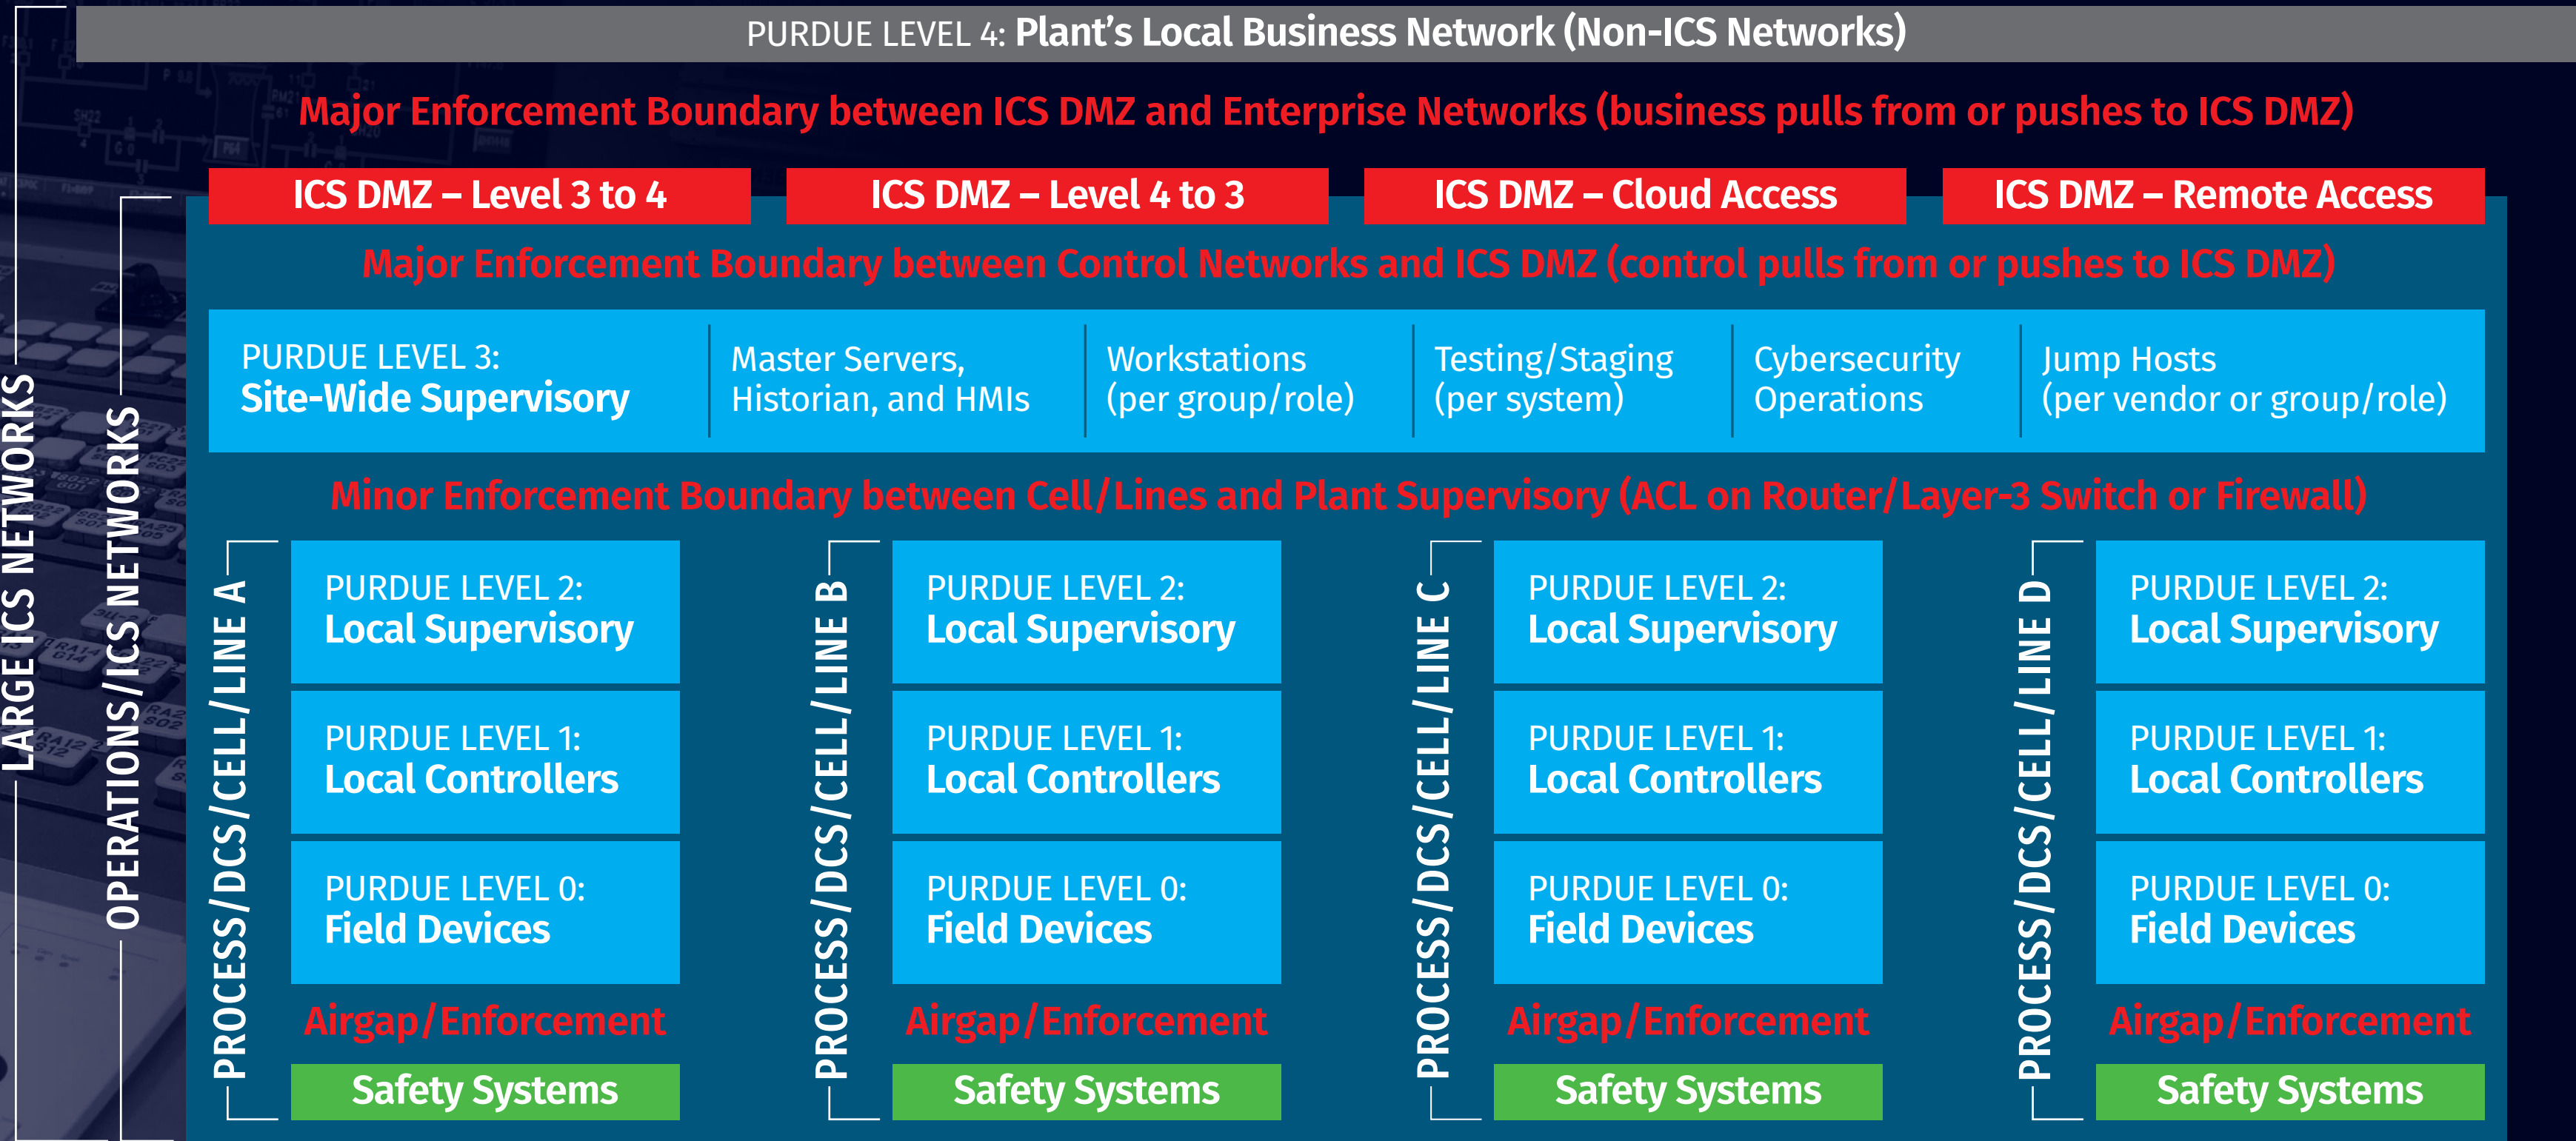 PURDUE LEVEL 4: Plant’s Local Business Network (Non-ICS Networks)
Major Enforcement Boundary between ICS DMZ and Enterprise Networks (business pulls from or pushes to ICS DMZ)
ICS DMZ – Level 3 to 4
ICS DMZ – Level 4 to 3
ICS DMZ – Cloud Access
ICS DMZ – Remote Access
Major Enforcement Boundary between Control Networks and ICS DMZ (control pulls from or pushes to ICS DMZ)
PURDUE LEVEL 3:
Site-Wide Supervisory
Master Servers,
Historian, and HMIs
Workstations
(per group/role)
Testing/Staging
(per system)
Cybersecurity
Operations
Jump Hosts
(per vendor or group/role)
Minor Enforcement Boundary between Cell/Lines and Plant Supervisory (ACL on Router/Layer-3 Switch or Firewall)
LARGE ICS NETWORKS
OPERATIONS/ICS NETWORKS
PROCESS/DCS/CELL/LINE A
PURDUE LEVEL 2:
Local Supervisory
PURDUE LEVEL 1:
Local Controllers
PURDUE LEVEL 0:
Field Devices
Airgap/Enforcement
Safety Systems
PROCESS/DCS/CELL/LINE B
PURDUE LEVEL 2:
Local Supervisory
PURDUE LEVEL 1:
Local Controllers
PURDUE LEVEL 0:
Field Devices
Airgap/Enforcement
Safety Systems
PROCESS/DCS/CELL/LINE C
PURDUE LEVEL 2:
Local Supervisory
PURDUE LEVEL 1:
Local Controllers
PURDUE LEVEL 0:
Field Devices
Airgap/Enforcement
Safety Systems
PROCESS/DCS/CELL/LINE D
PURDUE LEVEL 2:
Local Supervisory
PURDUE LEVEL 1:
Local Controllers
PURDUE LEVEL 0:
Field Devices
Airgap/Enforcement
Safety Systems